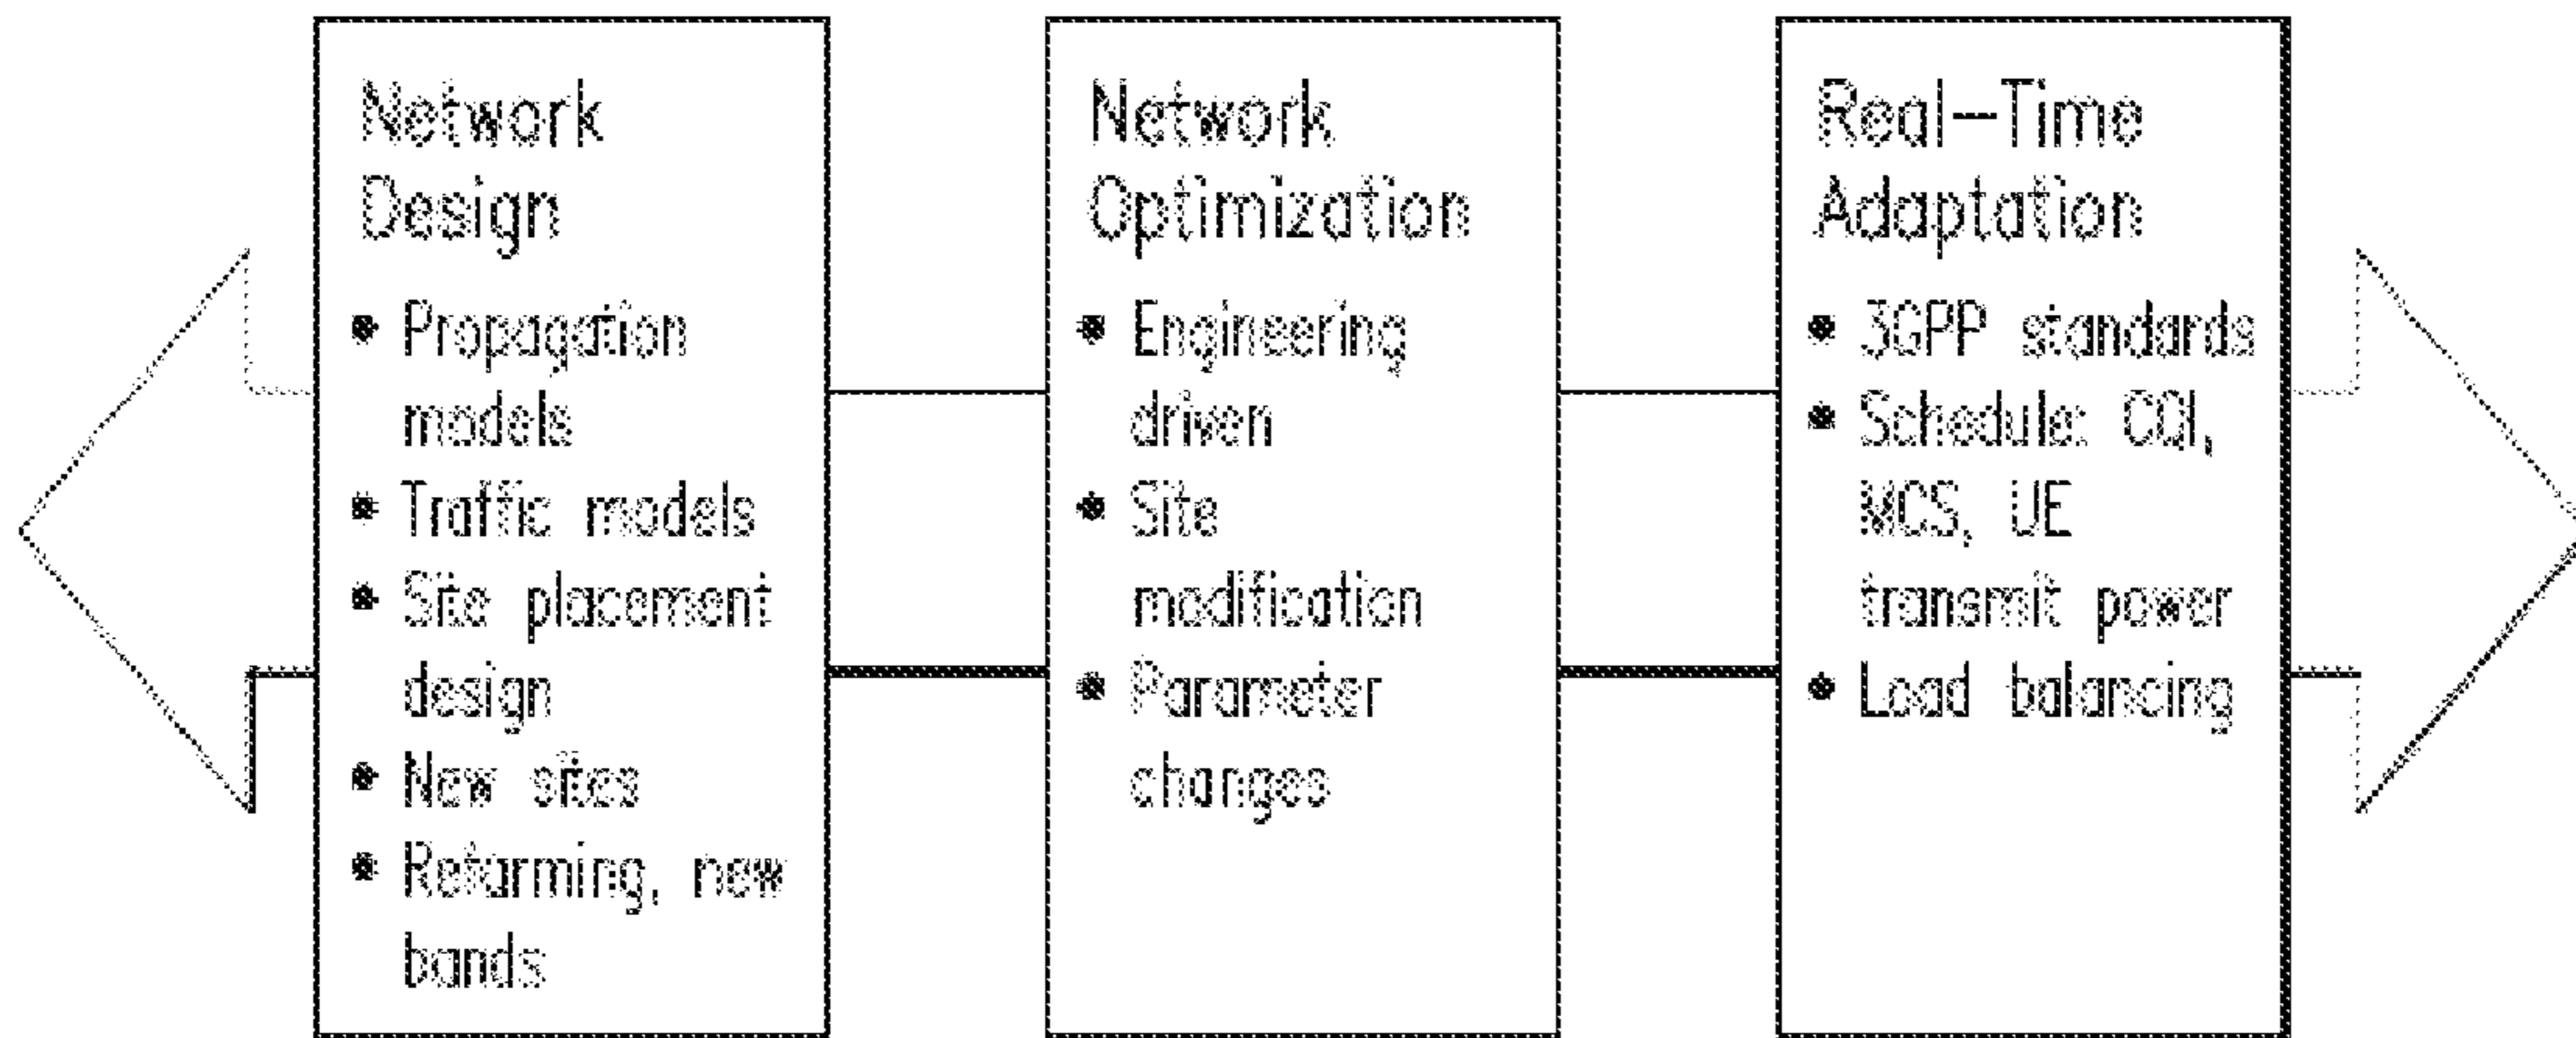 Network
Design
• Propagation
models
• Traffic models
• Site placement
design
• New sites
• Refarming, new
bands
Network
Optimization
• Engineering
driven
• Site
modification
• Parameter
changes
Real-Time
Adaptation
• 3GPP standards
• Schedule: CQI,
MCS, UE
transmit power
• Load balancing